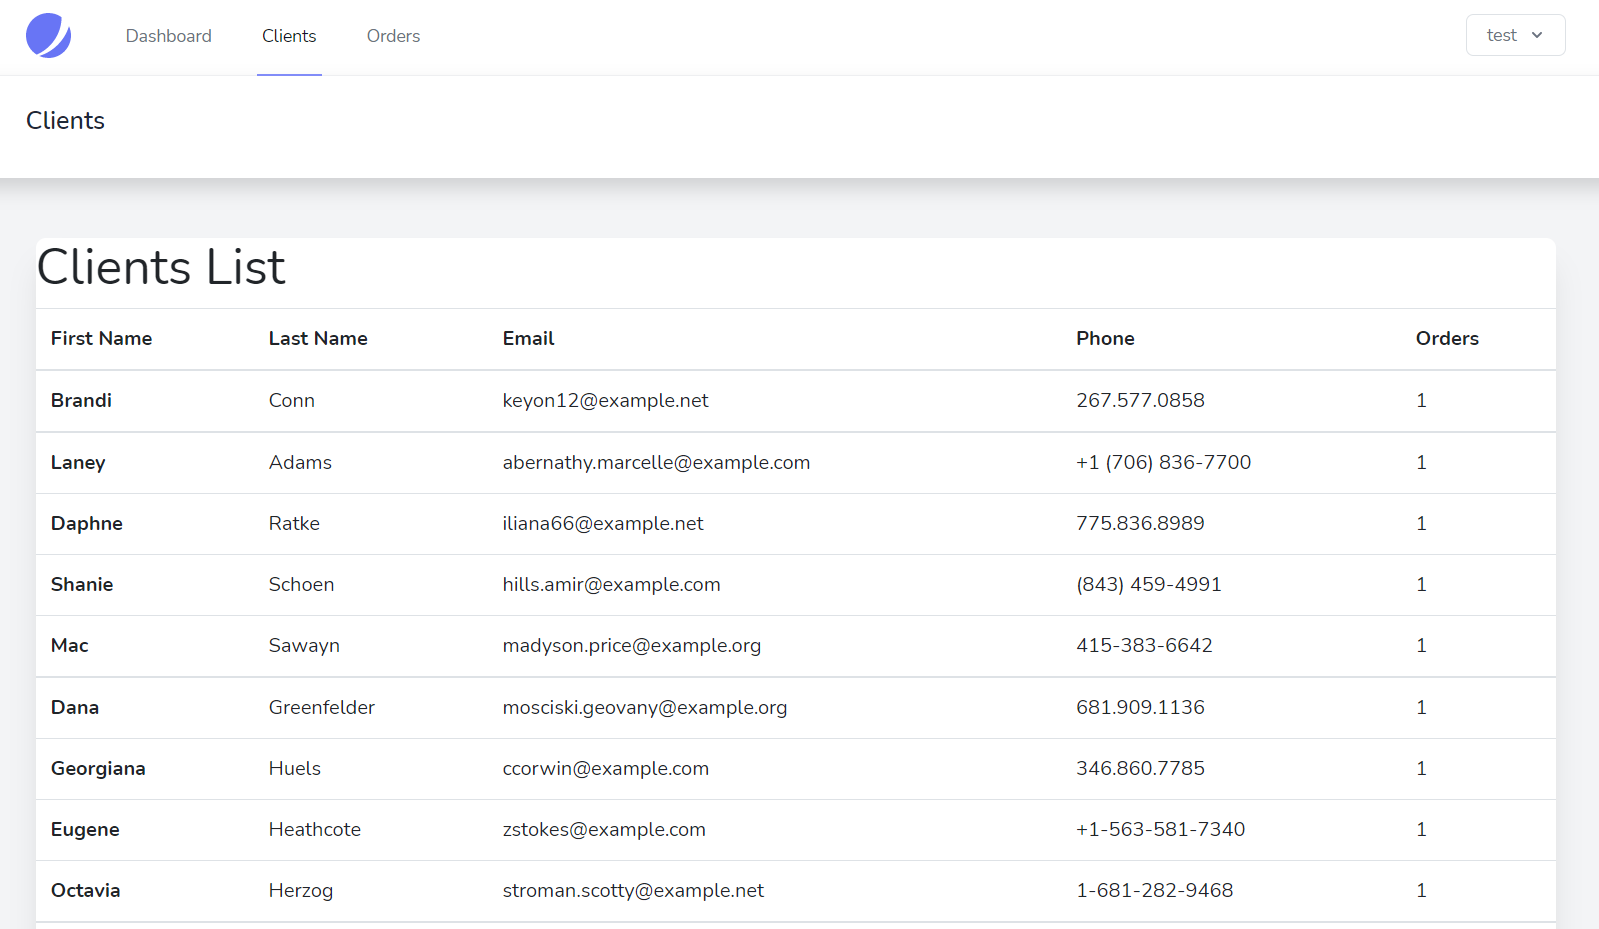 Dashboard Clients Orders test
Clients
Clients List
First Name Last Name Email Phone Orders
Brandi Conn keyon12@example.net 267.577.0858 1
Laney Adams abernathy.marcelle@example.com +1 (706) 836-7700 1
Daphne Ratke iliana66@example.net 775.836.8989 1
Shanie Schoen hills.amir@example.com (843) 459-4991 1
Mac Sawayn madyson.price@example.org 415-383-6642 1
Dana Greenfelder mosciski.geovany@example.org 681.909.1136 1
Georgiana Huels ccorwin@example.com 346.860.7785 1
Eugene Heathcote zstokes@example.com +1-563-581-7340 1
Octavia Herzog stroman.scotty@example.net 1-681-282-9468 1